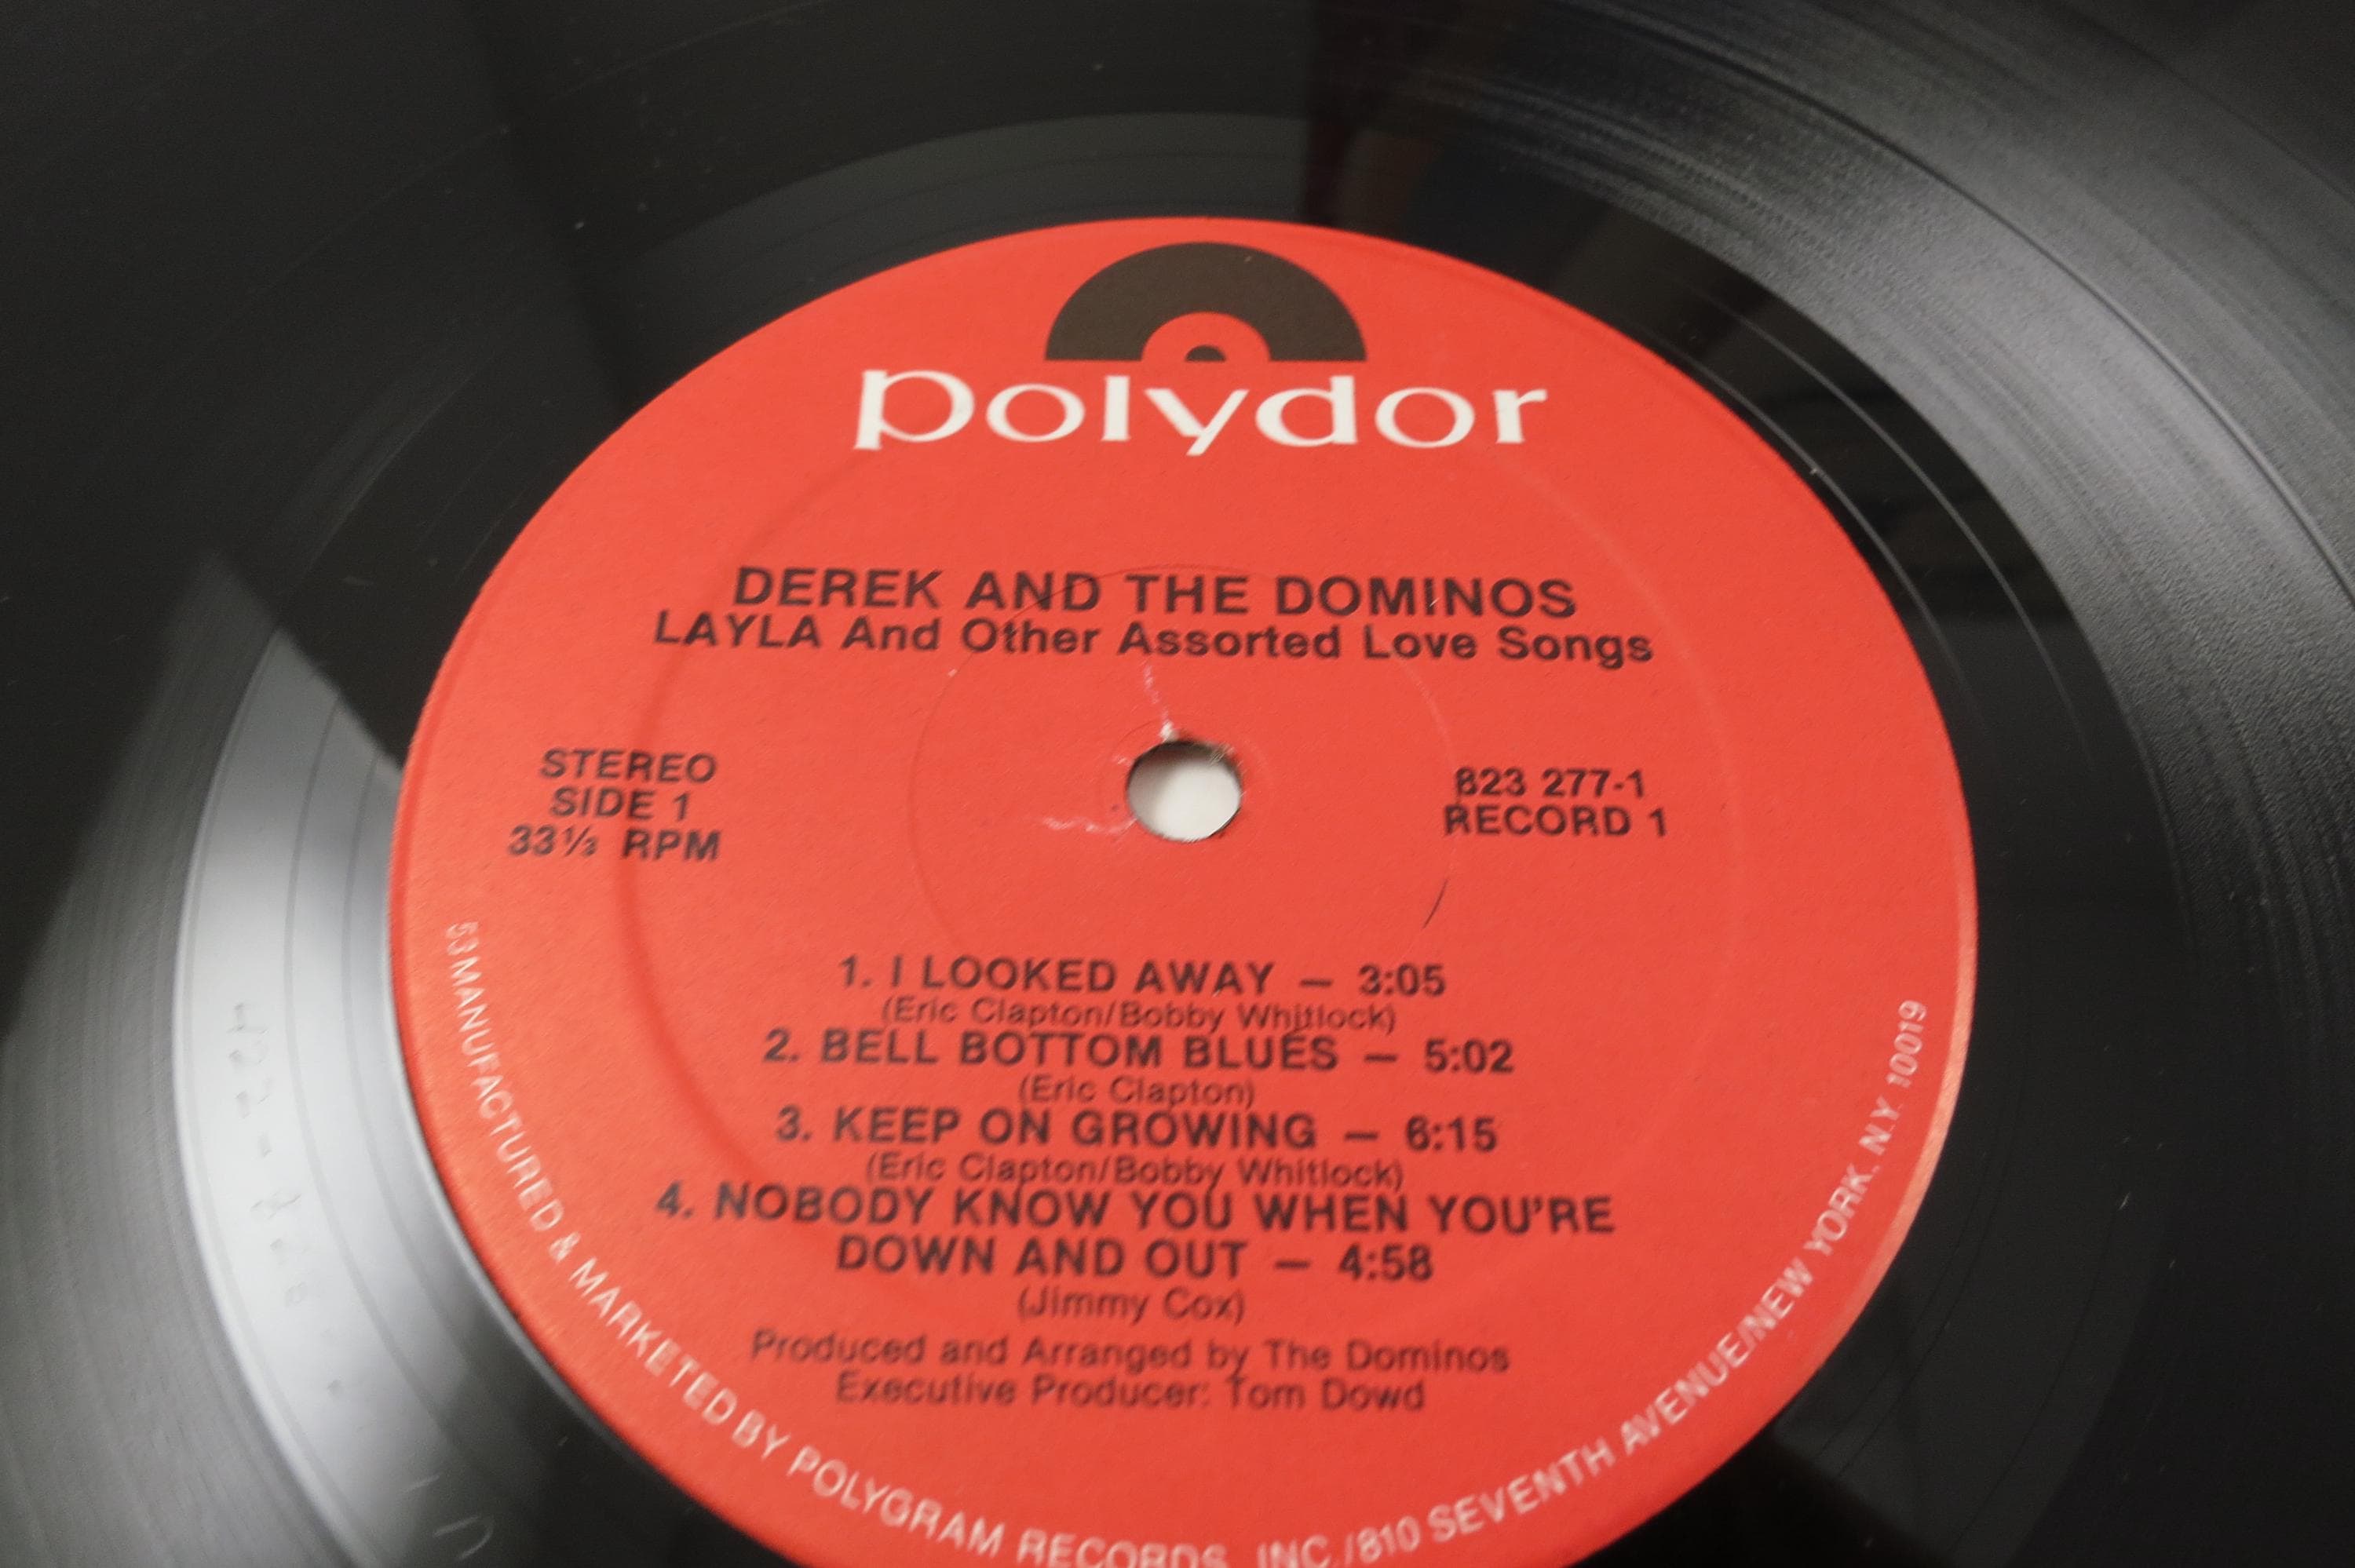 polydor
DEREK AND THE DOMINOS
LAYLA And Other Assorted Love Songs
STEREO
SIDE 1
33⅓ RPM
823 277-1
RECORD 1
1. I LOOKED AWAY — 3:05
(Eric Clapton/Bobby Whitlock)
2. BELL BOTTOM BLUES — 5:02
(Eric Clapton)
3. KEEP ON GROWING — 6:15
(Eric Clapton/Bobby Whitlock)
4. NOBODY KNOW YOU WHEN YOU'RE
DOWN AND OUT — 4:58
(Jimmy Cox)
Produced and Arranged by The Dominos
Executive Producer: Tom Dowd
53 MANUFACTURED & MARKETED BY POLYGRAM RECORDS, INC./810 SEVENTH AVENUE/NEW YORK, N.Y. 10019